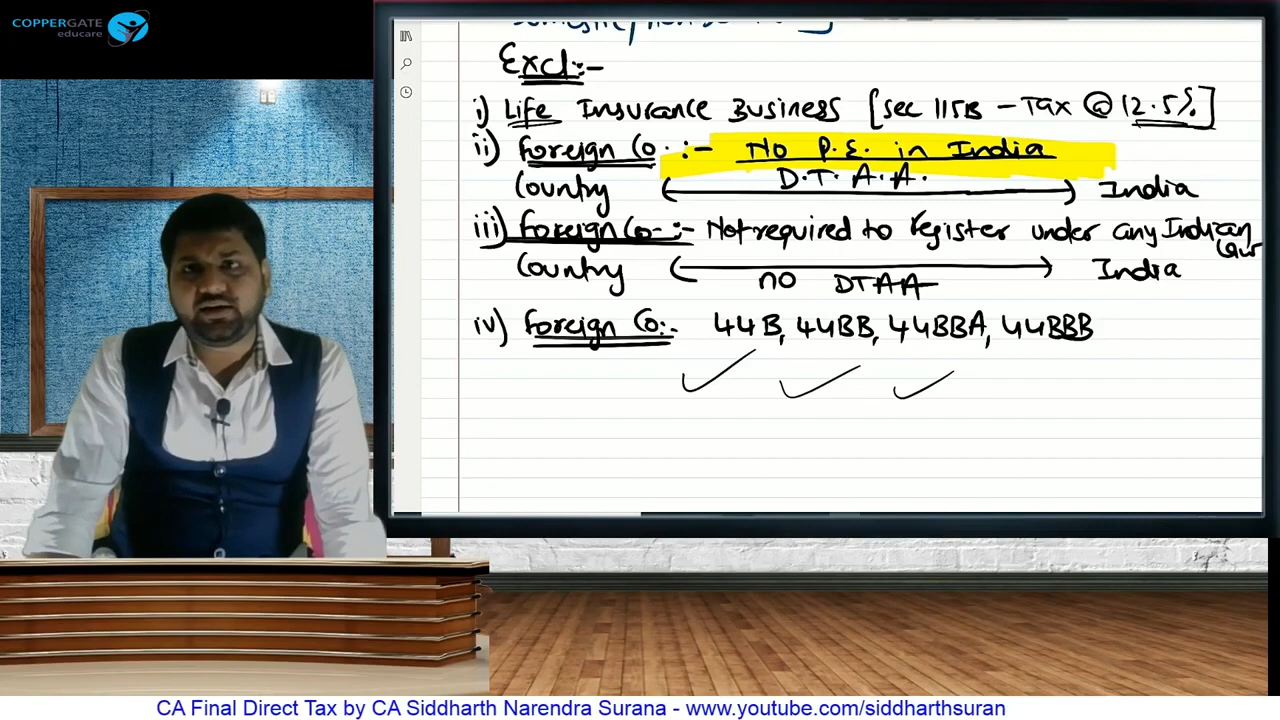 COPPERGATE
educare
Excl:-
i) Life Insurance Business [sec 115B - Tax @ 12.5%]
ii) Foreign Co. :- No P.E. in India
Country D.T.A.A. India
iii) Foreign Co :- Not required to register under any Indian Law
Country no DTAA India
iv) Foreign Co:- 44B, 44BB, 44BBA, 44BBB
CA Final Direct Tax by CA Siddharth Narendra Surana - www.youtube.com/siddharthsuran